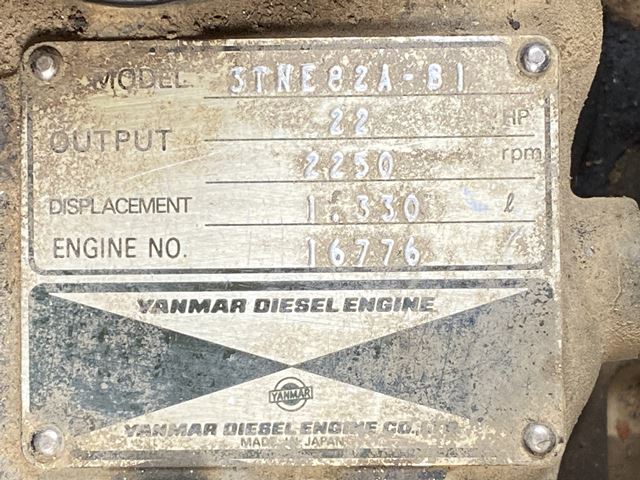 MODEL 3TNE82A-B1
OUTPUT 22 HP
2250 rpm
DISPLACEMENT 1.330 ℓ
ENGINE NO. 16776
YANMAR DIESEL ENGINE
YANMAR
YANMAR DIESEL ENGINE CO., LTD.
MADE IN JAPAN